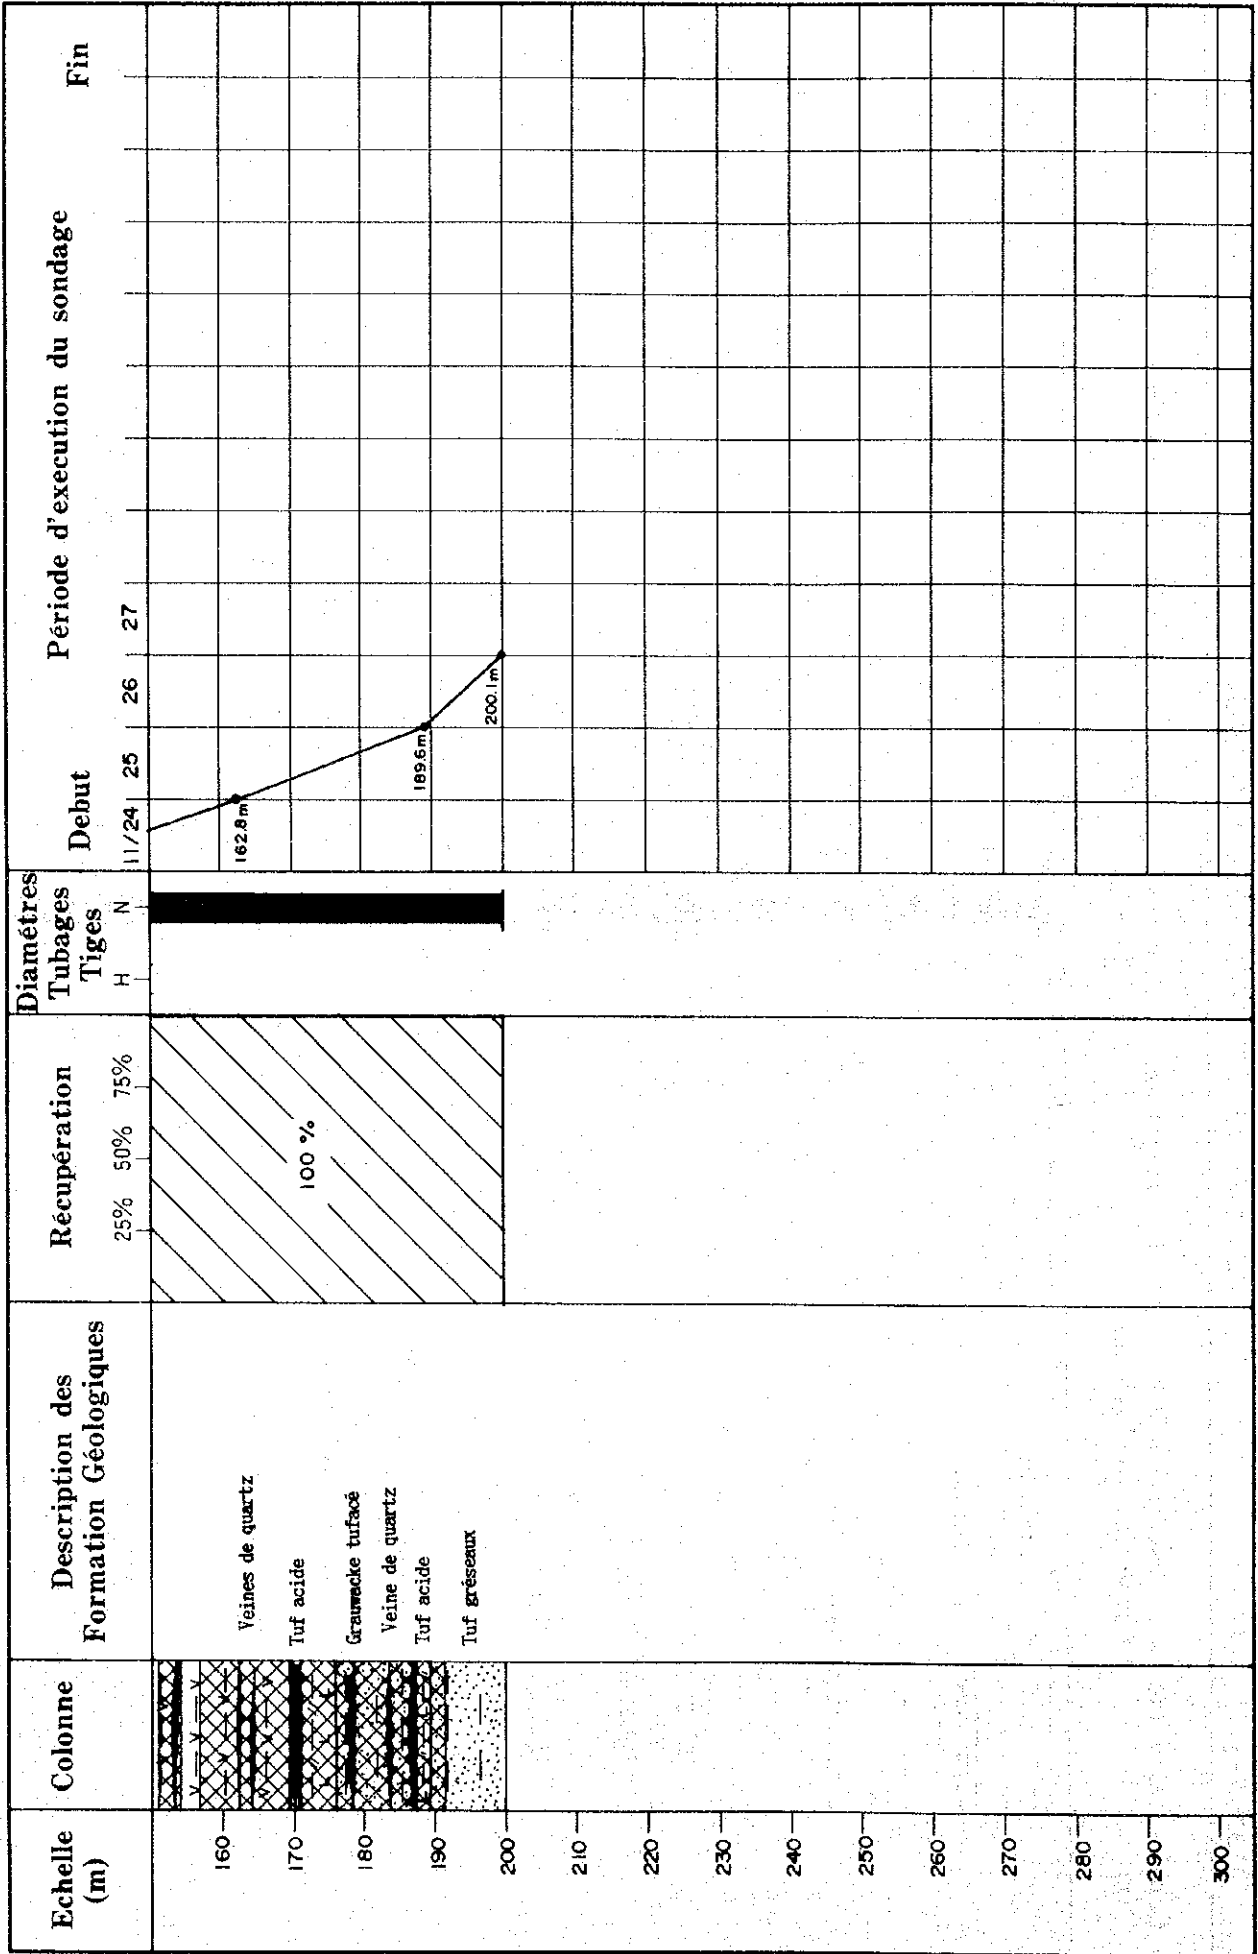 Echelle
(m)
Colonne
Description des
Formation Géologiques
Récupération
25% 50% 75%
Diamétres
Tubages
Tiges
H N
Debut Période d'execution du sondage Fin
11/24 25 26 27
160
170
180
190
200
210
220
230
240
250
260
270
280
290
300
Veines de quartz
Tuf acide
Grauwacke tufacé
Veine de quartz
Tuf acide
Tuf gréseaux
100 %
162.8m
189.6m
200.1m